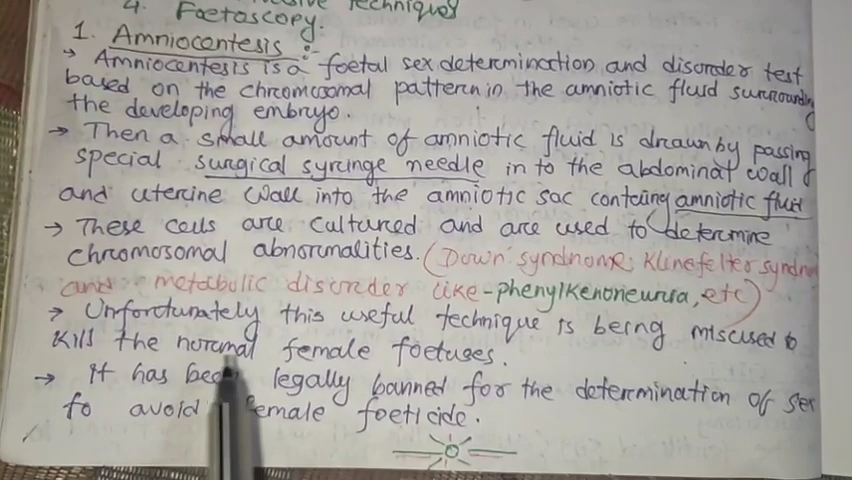 4. Foetoscopy:
1. Amniocentesis :-
→ Amniocentesis is a foetal sex determination and disorder test
based on the chromosomal pattern in the amniotic fluid surrounding
the developing embryo.
→ Then a small amount of amniotic fluid is drawn by passing
special surgical syringe needle in to the abdominal wall &
and uterine wall into the amniotic sac containg amniotic fluid
→ These cells are cultured and are used to determine
chromosomal abnormalities. (Down syndrome, Klinefelter syndrome
and metabolic disorder like-phenylkenoneuria, etc)
→ Unfortunately this useful technique is being miscused to
kill the normal female foetuses.
→ It has been legally banned for the determination of sex
to avoid female foeticide.